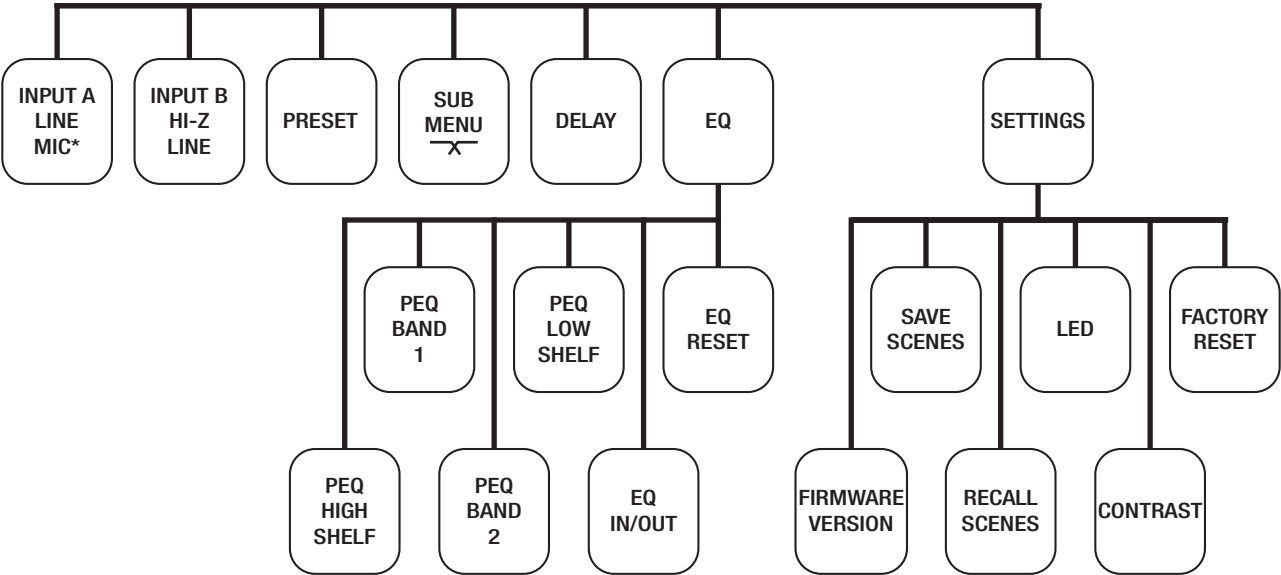 INPUT A
LINE
MIC*
INPUT B
HI-Z
LINE
PRESET
SUB
MENU
DELAY
EQ
SETTINGS
PEQ
BAND
1
PEQ
LOW
SHELF
EQ
RESET
SAVE
SCENES
LED
FACTORY
RESET
PEQ
HIGH
SHELF
PEQ
BAND
2
EQ
IN/OUT
FIRMWARE
VERSION
RECALL
SCENES
CONTRAST